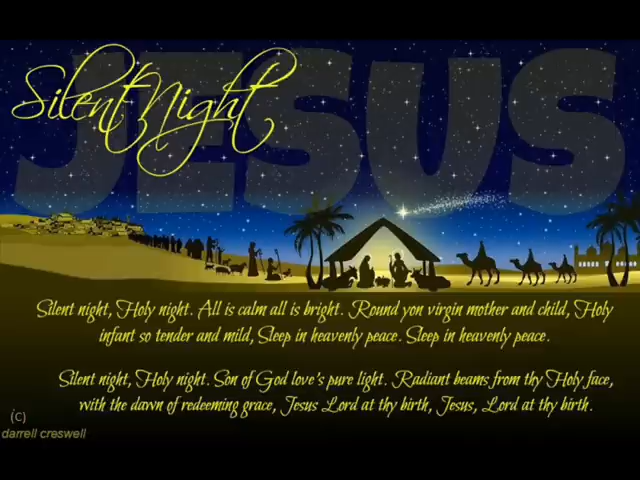 JESUS
Silent Night
Silent night, Holy night. All is calm all is bright. Round yon virgin mother and child, Holy
infant so tender and mild, Sleep in heavenly peace. Sleep in heavenly peace.
Silent night, Holy night. Son of God love's pure light. Radiant beams from thy Holy face,
with the dawn of redeeming grace, Jesus Lord at thy birth, Jesus, Lord at thy birth.
(C)
darrell creswell